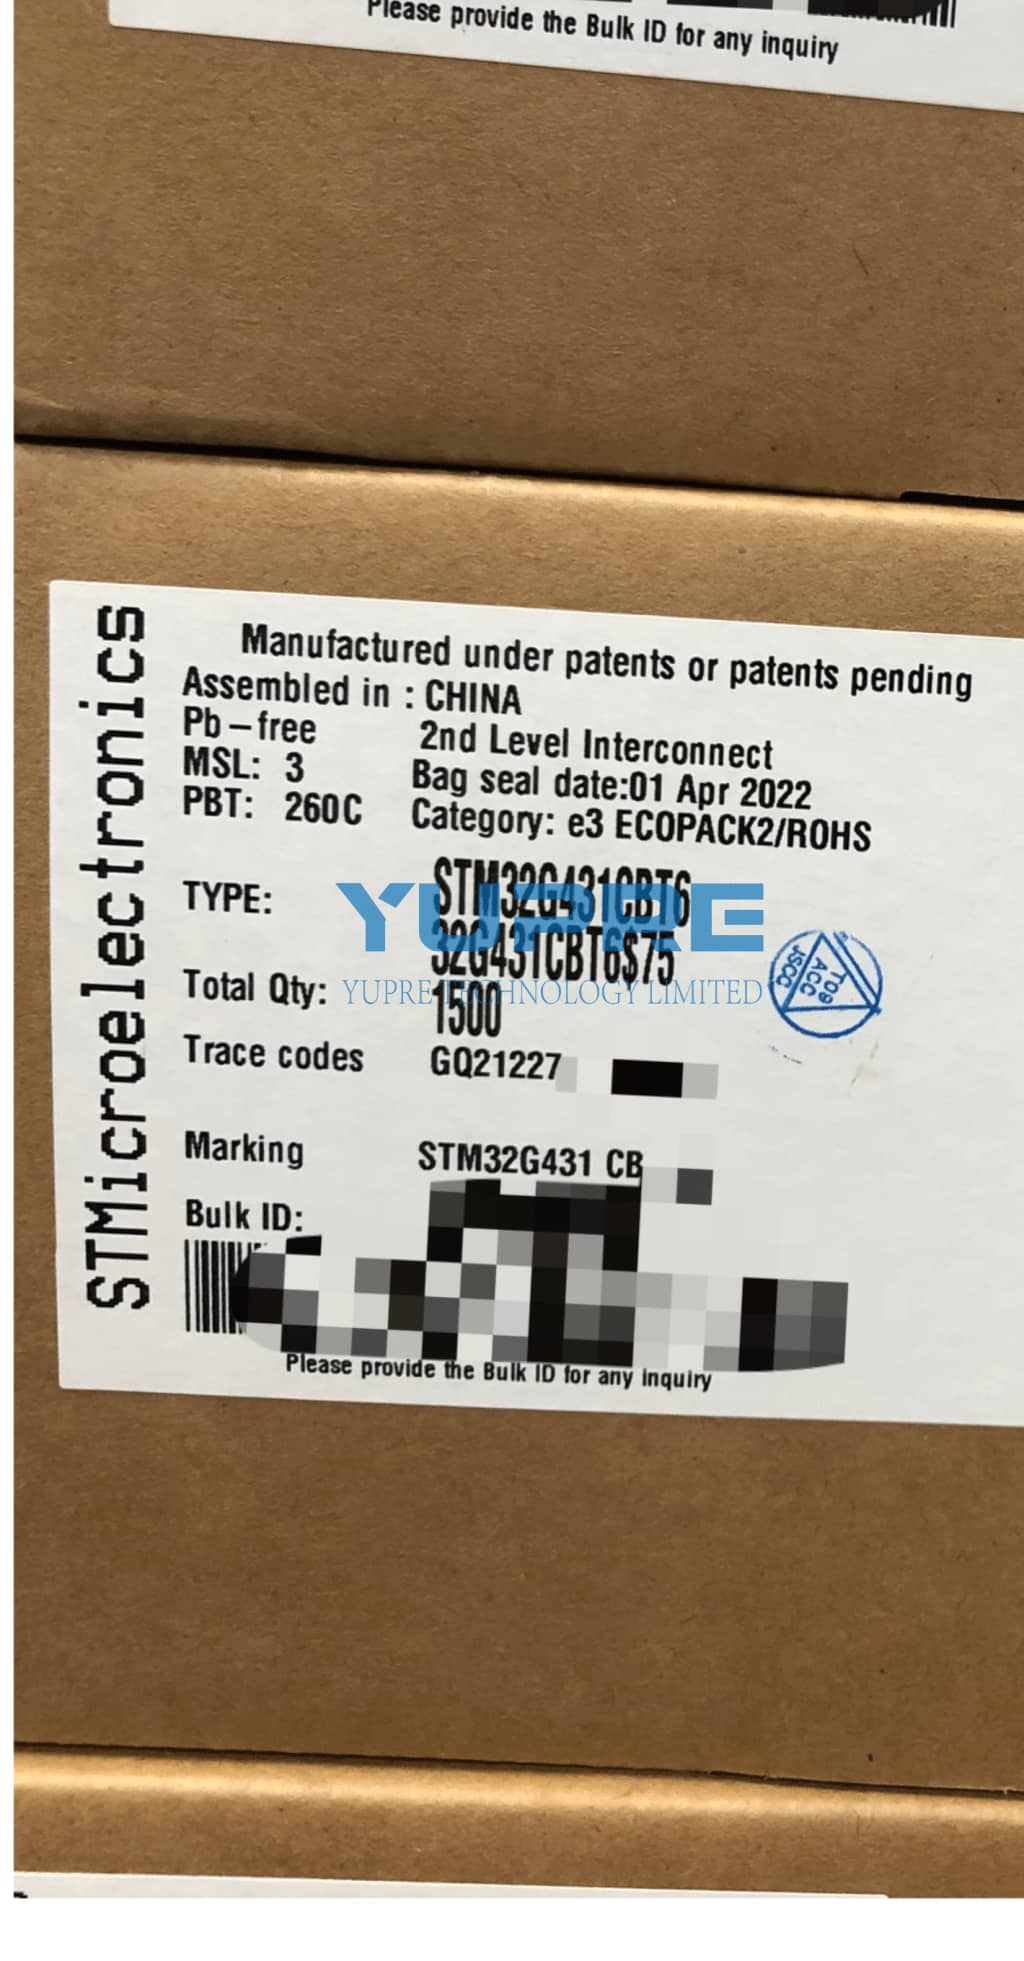 Please provide the Bulk ID for any inquiry
STMicroelectronics
Manufactured under patents or patents pending
Assembled in : CHINA
Pb-free 2nd Level Interconnect
MSL: 3 Bag seal date:01 Apr 2022
PBT: 260C Category: e3 ECOPACK2/ROHS
TYPE: STM32G431CBT6
YUPRE
32G431CBT6$75
Total Qty: 1500
YUPRE TECHNOLOGY LIMITED
JSCC
ACC
T09
Trace codes GQ21227
Marking STM32G431 CB
Bulk ID:
Please provide the Bulk ID for any inquiry